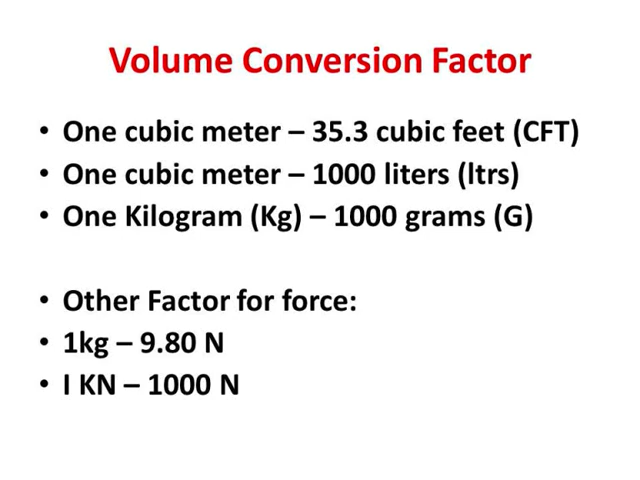 Volume Conversion Factor
• One cubic meter – 35.3 cubic feet (CFT)
• One cubic meter – 1000 liters (ltrs)
• One Kilogram (Kg) – 1000 grams (G)
• Other Factor for force:
• 1kg – 9.80 N
• I KN – 1000 N